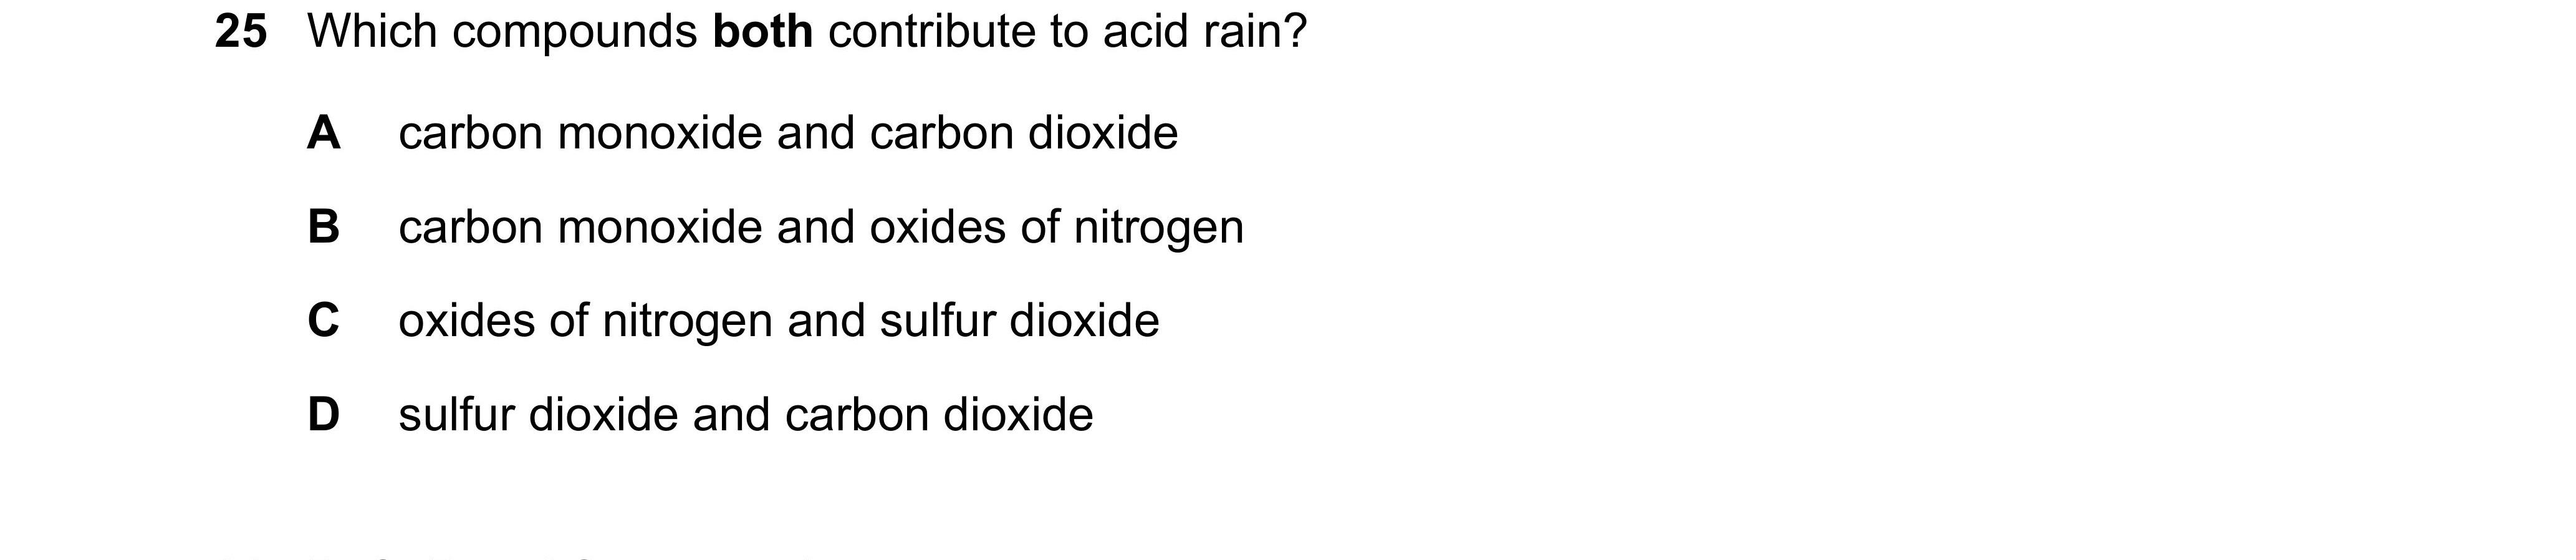 25 Which compounds both contribute to acid rain?
A carbon monoxide and carbon dioxide
B carbon monoxide and oxides of nitrogen
C oxides of nitrogen and sulfur dioxide
D sulfur dioxide and carbon dioxide